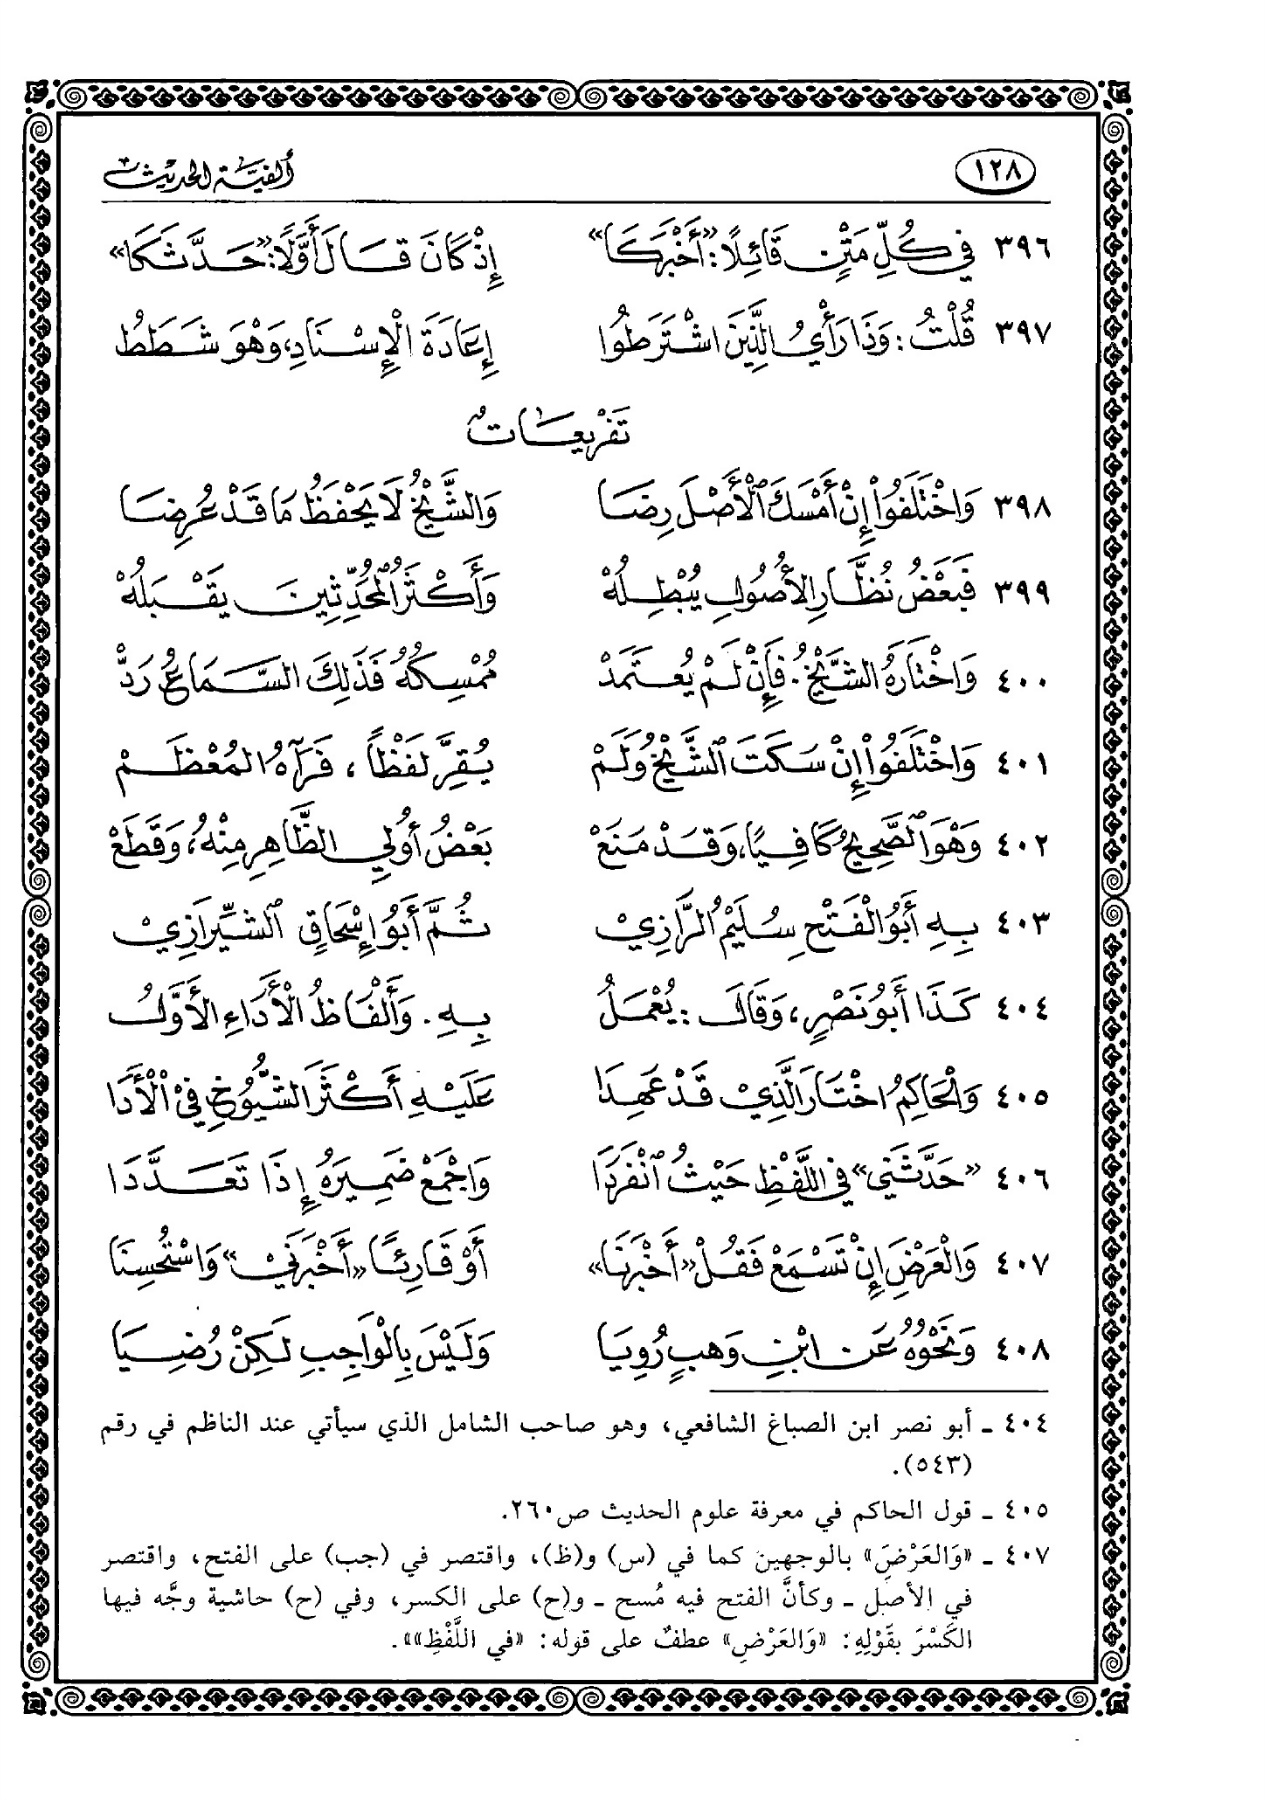 ١٢٨ ألفية الحديث
٣٩٦ فِي كُلِّ مَتْنٍ قَائِلًا: «أَخْبَرَكَا» إِذْ كَانَ قَالَ أَوَّلًا: «حَدَّثَكَا»
٣٩٧ قُلْتُ: وَذَا رَأْيُ الَّذِينَ اشْتَرَطُوا إِعَادَةَ الْإِسْنَادِ، وَهْوَ شَطَطُ
تَفْرِيعَاتٌ
٣٩٨ وَاخْتَلَفُوا إِنْ أَمْسَكَ الْأَصْلَ رِضَا وَالشَّيْخُ لَا يَحْفَظُ مَا قَدْ عُرِضَا
٣٩٩ فَبَعْضُ نُظَّارِ الْأُصُولِ يُبْطِلُهْ وَأَكْثَرُ الْمُحَدِّثِينَ يَقْبَلُهْ
٤٠٠ وَاخْتَارَهُ الشَّيْخُ. فَإِنْ لَمْ يُعْتَمَدْ مُمْسِكُهُ فَذَلِكَ السَّمَاعُ رَدّْ
٤٠١ وَاخْتَلَفُوا إِنْ سَكَتَ الشَّيْخُ وَلَمْ يُقِرَّ لَفْظًا، فَرَآهُ الْمُعْظَمْ
٤٠٢ وَهْوَ الصَّحِيحُ كَافِيًا، وَقَدْ مَنَعْ بَعْضُ أُولِي الظَّاهِرِ مِنْهُ، وَقَطَعْ
٤٠٣ بِهِ أَبُو الْفَتْحِ سُلَيْمُ الرَّازِيْ ثُمَّ أَبُو إِسْحَاقٍ الشِّيرَازِيْ
٤٠٤ كَذَا أَبُو نَصْرٍ، وَقَالَ: يُعْمَلُ بِهِ. وَأَلْفَاظُ الْأَدَاءِ الْأَوَّلُ
٤٠٥ وَالْحَاكِمُ اخْتَارَ الَّذِيْ قَدْ عَهِدَا عَلَيْهِ أَكْثَرَ الشُّيُوخِ فِيْ الْأَدَا
٤٠٦ «حَدَّثَنِي» فِي اللَّفْظِ حَيْثُ انْفَرَدَا وَاجْمَعْ ضَمِيرَهُ إِذَا تَعَدَّدَا
٤٠٧ وَالْعَرْضَِ إِنْ تَسْمَعْ فَقُلْ «أَخْبَرَنَا» أَوْ قَارِئًا «أَخْبَرَنِيْ» وَاسْتُحْسِنَا
٤٠٨ وَنَحْوُهُ عَنِ ابْنِ وَهْبٍ رُوِيَا وَلَيْسَ بِالْوَاجِبِ لَكِنْ رُضِيَا
٤٠٤ ـ أبو نصر ابن الصباغ الشافعي، وهو صاحب الشامل الذي سيأتي عند الناظم في رقم
(٥٤٣).
٤٠٥ ـ قول الحاكم في معرفة علوم الحديث ص٢٦٠.
٤٠٧ ـ «وَالعَرْضَِ» بالوجهين كما في (س) و(ظ)، واقتصر في (جب) على الفتح، واقتصر
في الأصل ـ وكأنَّ الفتح فيه مُسح ـ و(ح) على الكسر، وفي (ح) حاشية وجَّه فيها
الكَسْرَ بقَوْلِهِ: «وَالعَرْضِ» عطفٌ على قوله: «في اللَّفْظِ»».